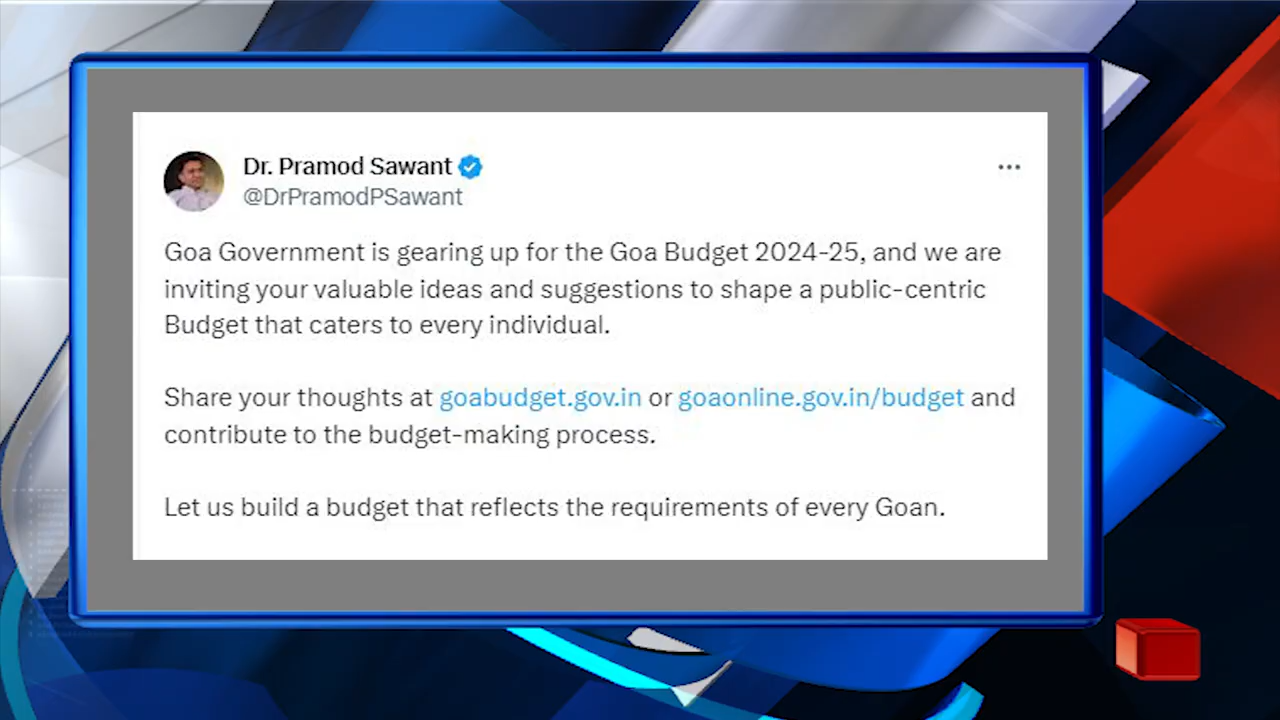 Dr. Pramod Sawant
@DrPramodPSawant
Goa Government is gearing up for the Goa Budget 2024-25, and we are
inviting your valuable ideas and suggestions to shape a public-centric
Budget that caters to every individual.
Share your thoughts at goabudget.gov.in or goaonline.gov.in/budget and
contribute to the budget-making process.
Let us build a budget that reflects the requirements of every Goan.